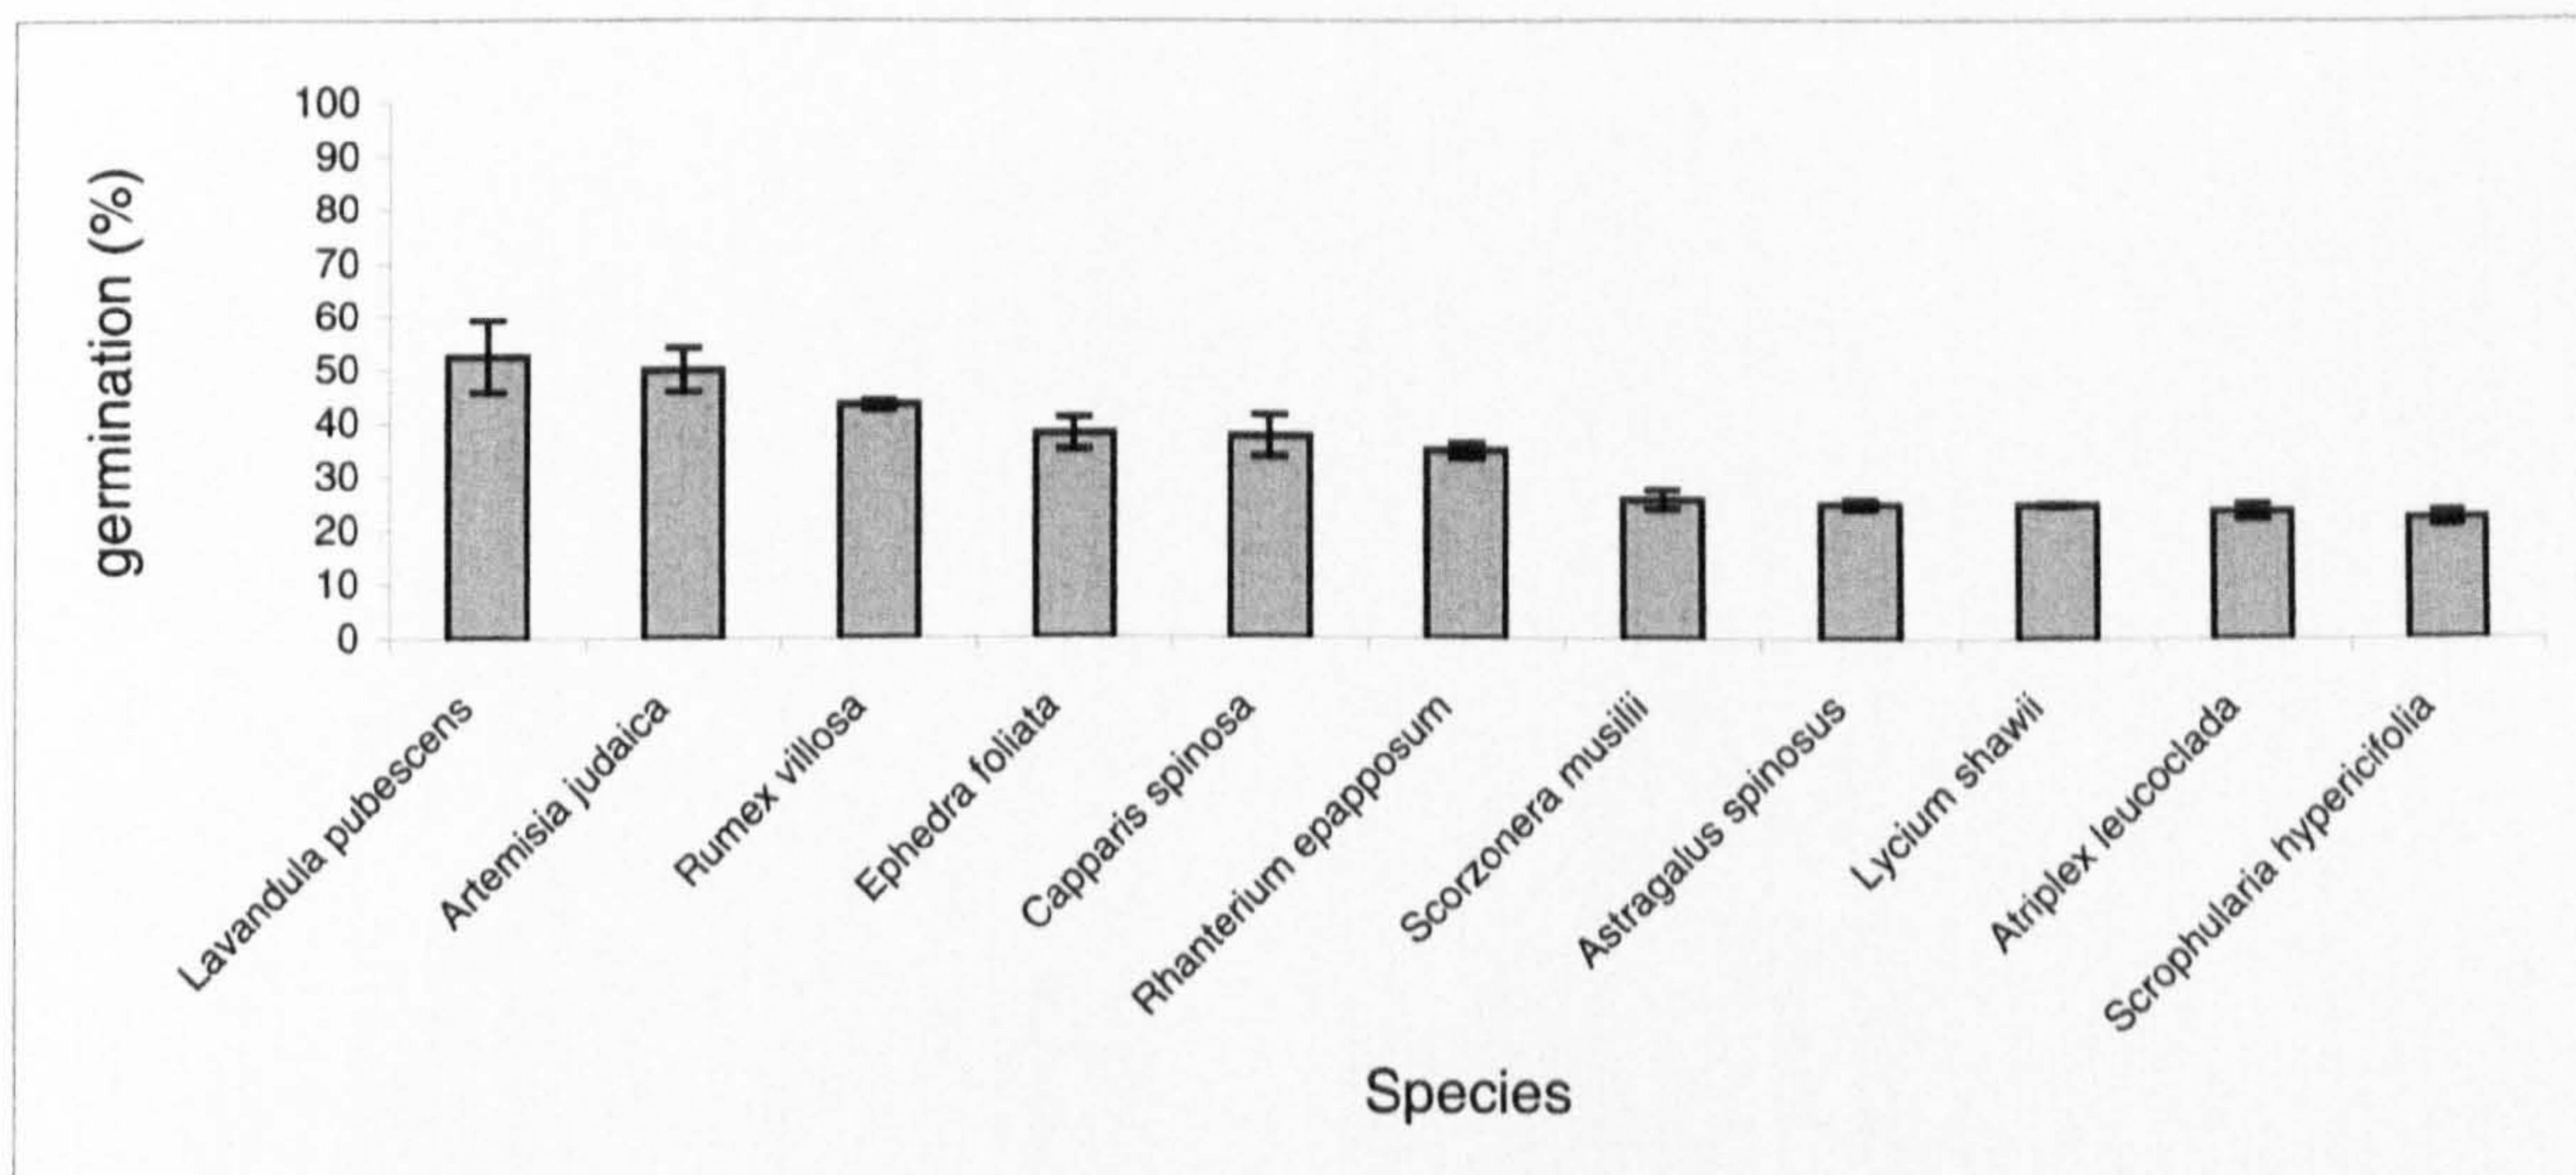 germination (%)
100
90
80
70
60
50
40
30
20
10
0
Lavandula pubescens
Artemisia judaica
Rumex villosa
Ephedra foliata
Capparis spinosa
Rhanterium epapposum
Scorzonera musilii
Astragalus spinosus
Lycium shawii
Atriplex leucoclada
Scrophularia hypericifolia
Species